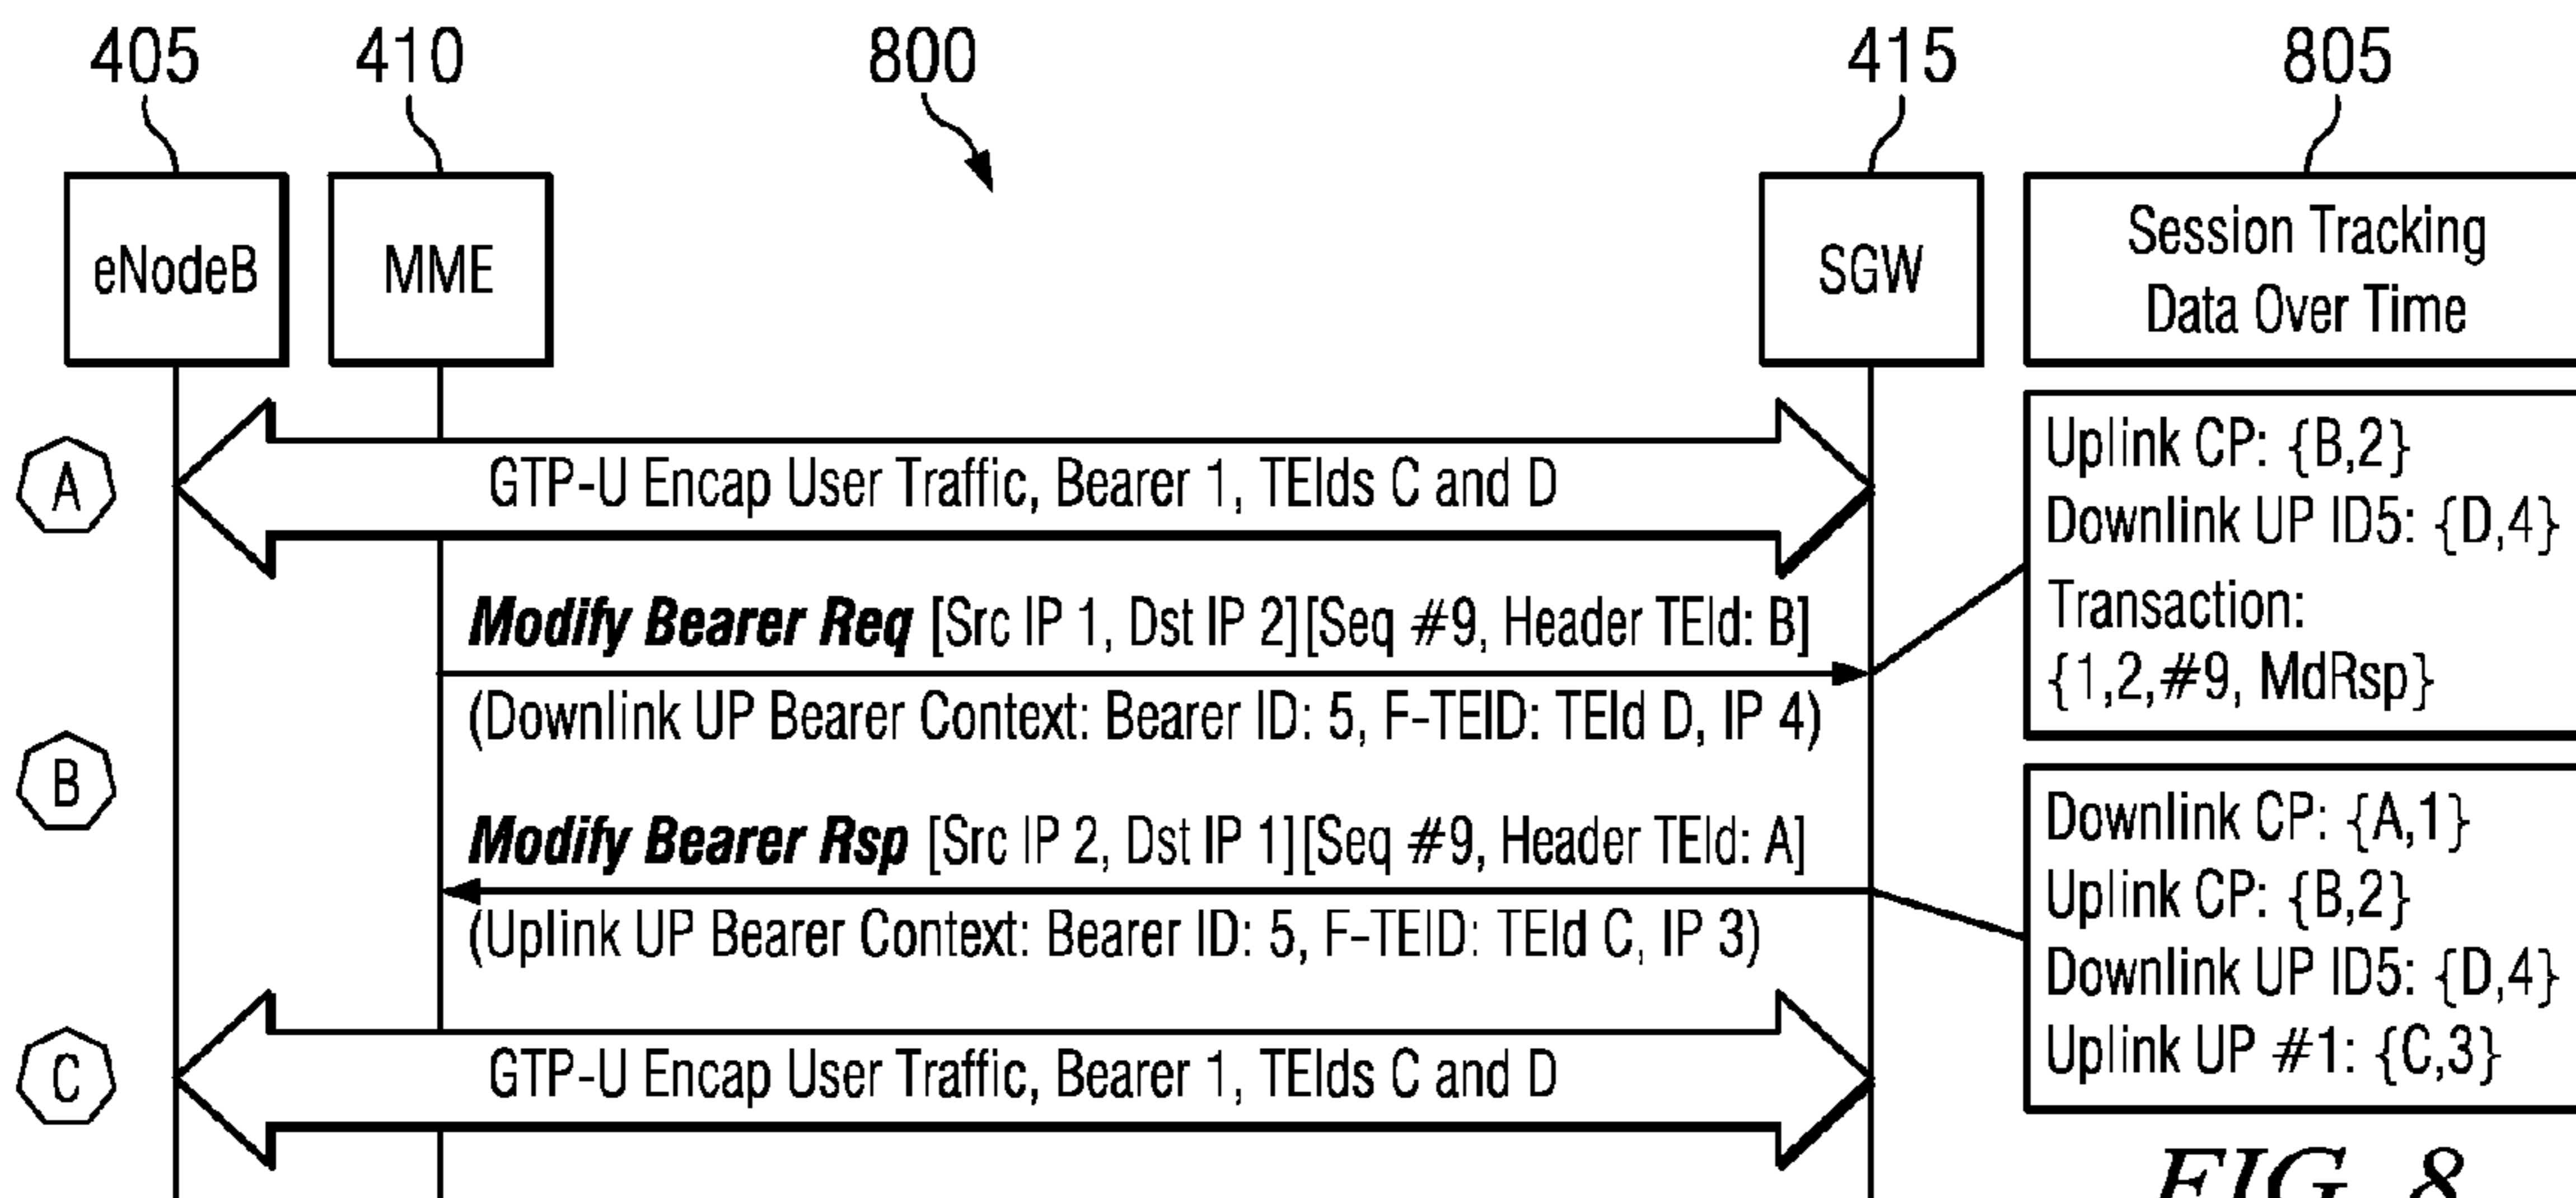 405
410
800
415
805
eNodeB
MME
SGW
Session Tracking
Data Over Time
A
GTP-U Encap User Traffic, Bearer 1, TEIds C and D
Uplink CP: {B,2}
Downlink UP ID5: {D,4}
Transaction:
{1,2,#9, MdRsp}
Modify Bearer Req [Src IP 1, Dst IP 2][Seq #9, Header TEId: B]
(Downlink UP Bearer Context: Bearer ID: 5, F-TEID: TEId D, IP 4)
B
Modify Bearer Rsp [Src IP 2, Dst IP 1][Seq #9, Header TEId: A]
(Uplink UP Bearer Context: Bearer ID: 5, F-TEID: TEId C, IP 3)
Downlink CP: {A,1}
Uplink CP: {B,2}
Downlink UP ID5: {D,4}
Uplink UP #1: {C,3}
C
GTP-U Encap User Traffic, Bearer 1, TEIds C and D
FIG. 8